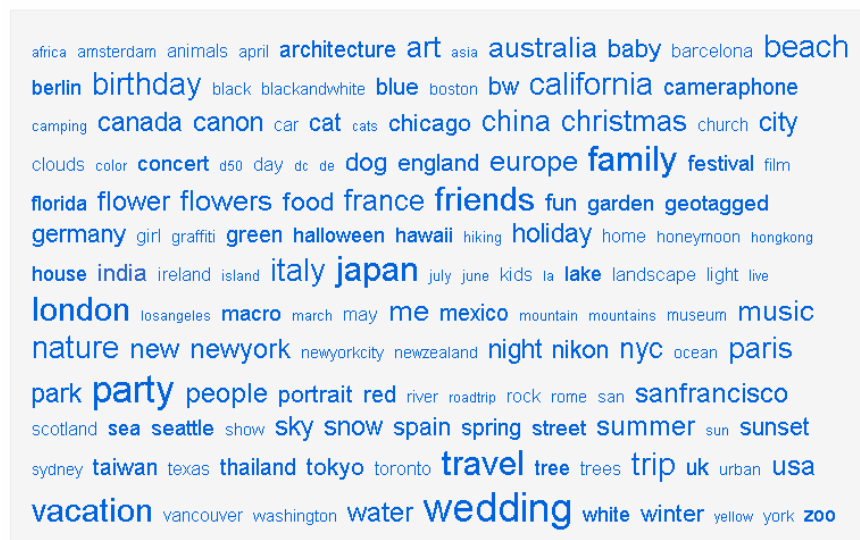 africa amsterdam animals april architecture art asia australia baby barcelona beach
berlin birthday black blackandwhite blue boston bw california cameraphone
camping canada canon car cat cats chicago china christmas church city
clouds color concert d50 day dc de dog england europe family festival film
florida flower flowers food france friends fun garden geotagged
germany girl graffiti green halloween hawaii hiking holiday home honeymoon hongkong
house india ireland island italy japan july june kids la lake landscape light live
london losangeles macro march may me mexico mountain mountains museum music
nature new newyork newyorkcity newzealand night nikon nyc ocean paris
park party people portrait red river roadtrip rock rome san sanfrancisco
scotland sea seattle show sky snow spain spring street summer sun sunset
sydney taiwan texas thailand tokyo toronto travel tree trees trip uk urban usa
vacation vancouver washington water wedding white winter yellow york zoo